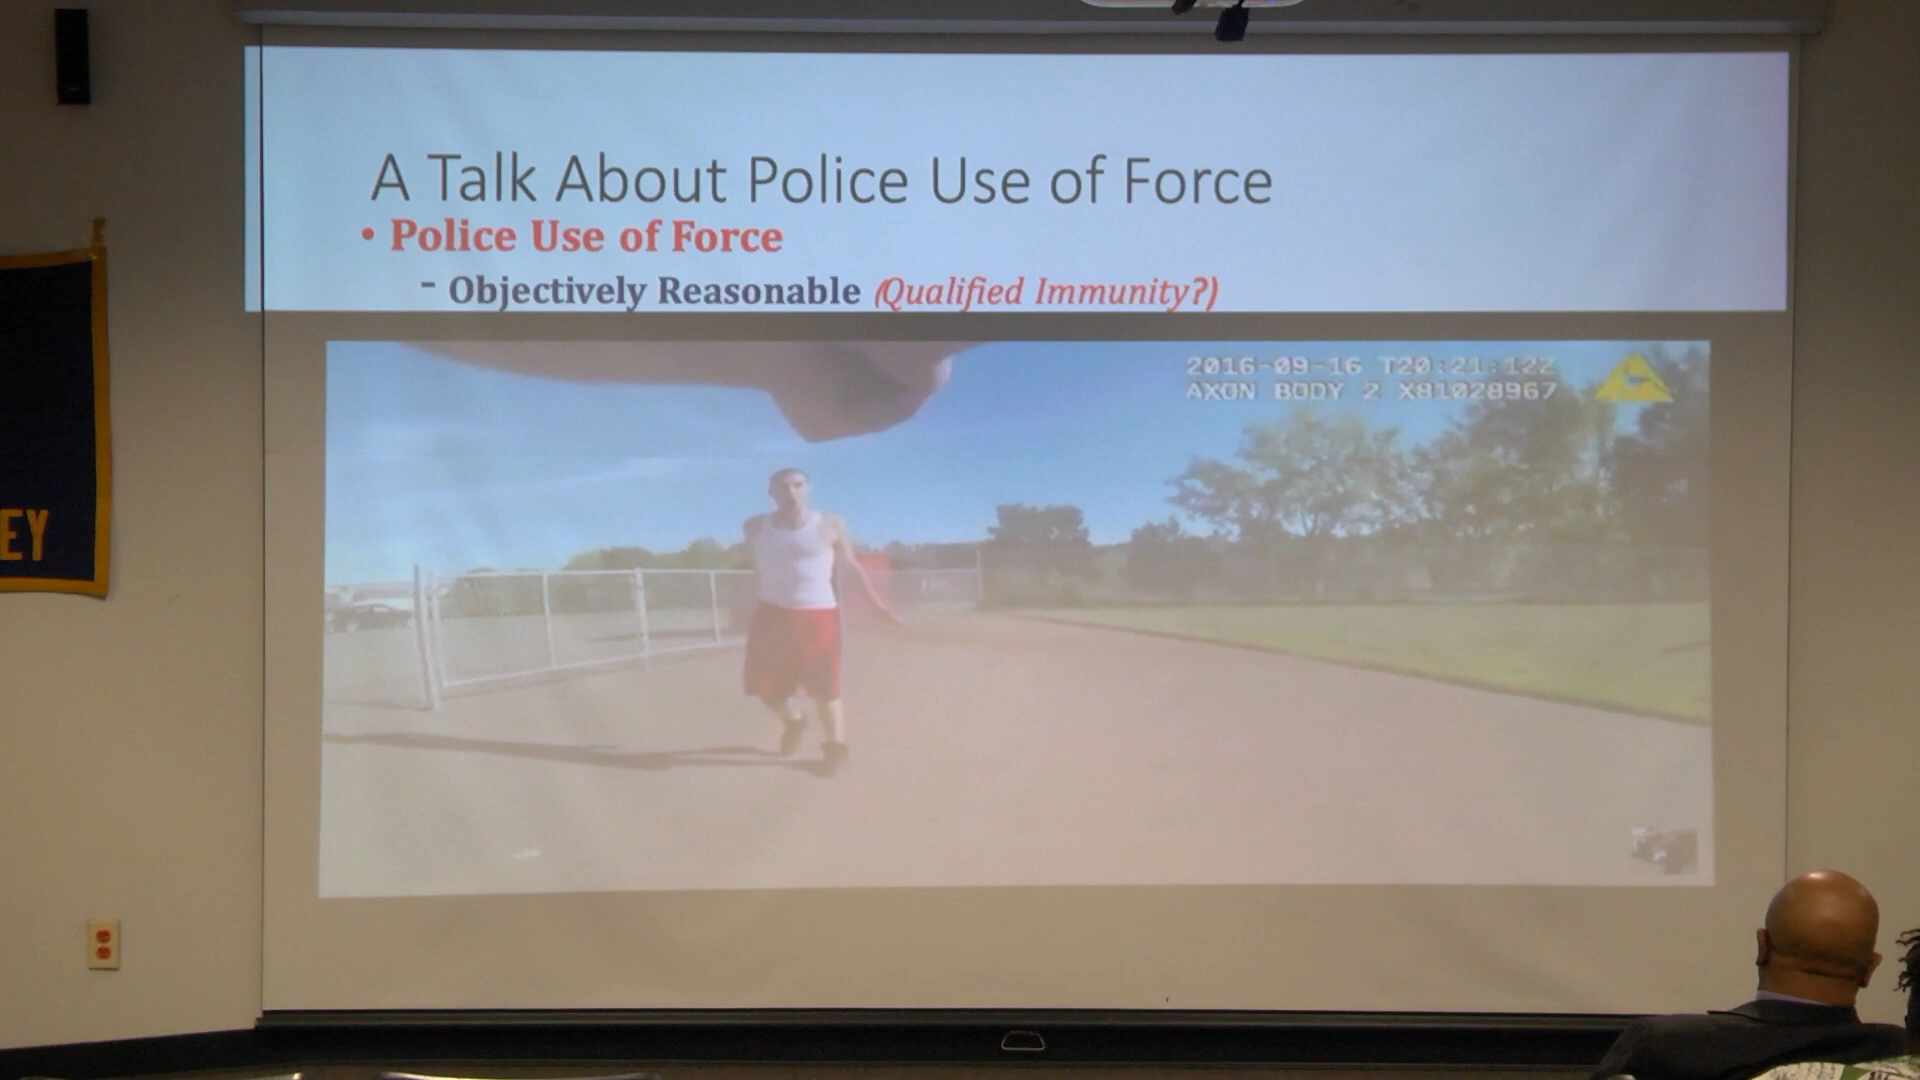 A Talk About Police Use of Force
• Police Use of Force
- Objectively Reasonable (Qualified Immunity?)
2016-09-16 T20:21:12Z
AXON BODY 2 X81028967
EY